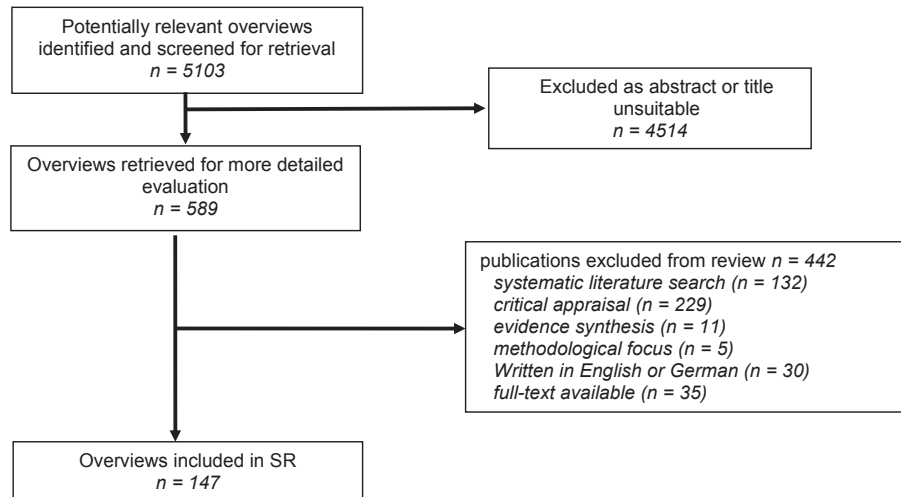 Potentially relevant overviews
identified and screened for retrieval
n = 5103
Excluded as abstract or title
unsuitable
n = 4514
Overviews retrieved for more detailed
evaluation
n = 589
publications excluded from review n = 442
systematic literature search (n = 132)
critical appraisal (n = 229)
evidence synthesis (n = 11)
methodological focus (n = 5)
Written in English or German (n = 30)
full-text available (n = 35)
Overviews included in SR
n = 147